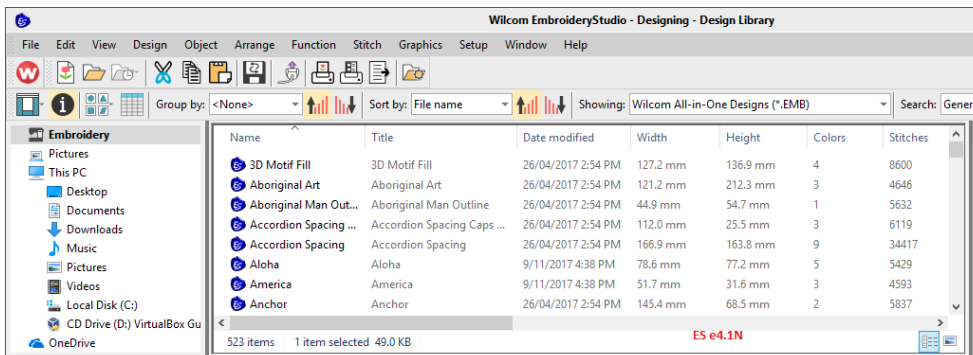 Wilcom EmbroideryStudio - Designing - Design Library
File Edit View Design Object Arrange Function Stitch Graphics Setup Window Help
Group by: <None> Sort by: File name Showing: Wilcom All-in-One Designs (*.EMB) Search: Gener
Embroidery
Pictures
This PC
Desktop
Documents
Downloads
Music
Pictures
Videos
Local Disk (C:)
CD Drive (D:) VirtualBox Gu
OneDrive
Name Title Date modified Width Height Colors Stitches
3D Motif Fill 3D Motif Fill 26/04/2017 2:54 PM 127.2 mm 136.9 mm 4 8600
Aboriginal Art Aboriginal Art 26/04/2017 2:54 PM 121.2 mm 212.3 mm 3 4646
Aboriginal Man Out... Aboriginal Man Outline 26/04/2017 2:54 PM 44.9 mm 54.7 mm 1 5632
Accordion Spacing ... Accordion Spacing Caps ... 26/04/2017 2:54 PM 112.0 mm 25.5 mm 3 6119
Accordion Spacing Accordion Spacing 26/04/2017 2:54 PM 166.9 mm 163.8 mm 9 34417
Aloha Aloha 9/11/2017 4:38 PM 78.6 mm 77.2 mm 5 5429
America America 9/11/2017 4:38 PM 51.7 mm 31.6 mm 3 4593
Anchor Anchor 26/04/2017 2:54 PM 145.4 mm 68.5 mm 2 5837
523 items 1 item selected 49.0 KB ES e4.1N